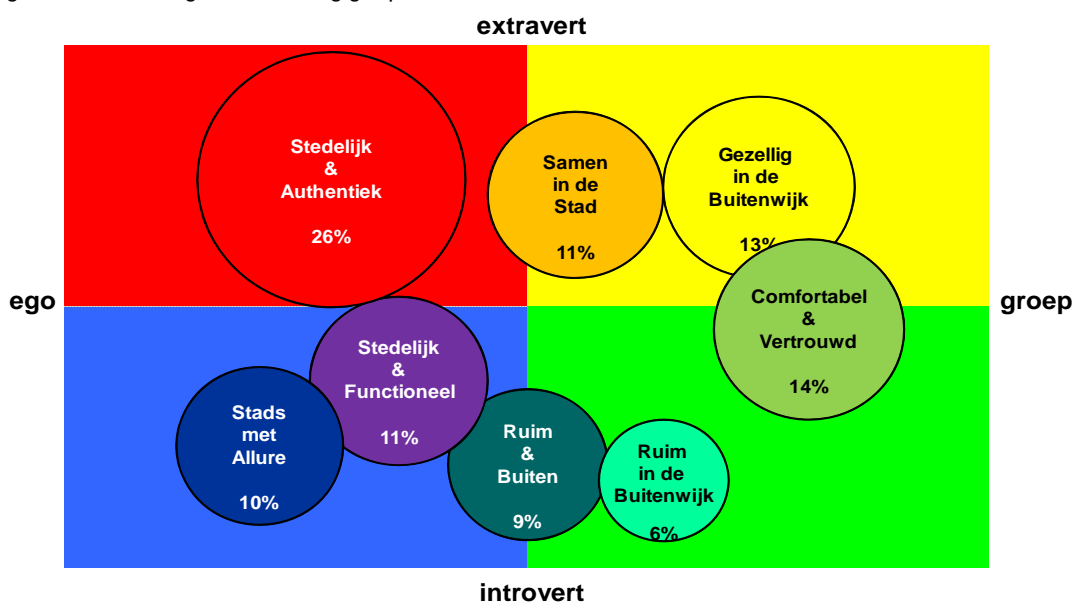 extravert
Stedelijk
&
Authentiek
26%
Samen
in de
Stad
11%
Gezellig
in de
Buitenwijk
13%
ego
groep
Comfortabel
&
Vertrouwd
14%
Stedelijk
&
Functioneel
11%
Stads
met
Allure
10%
Ruim
&
Buiten
9%
Ruim
in de
Buitenwijk
6%
introvert